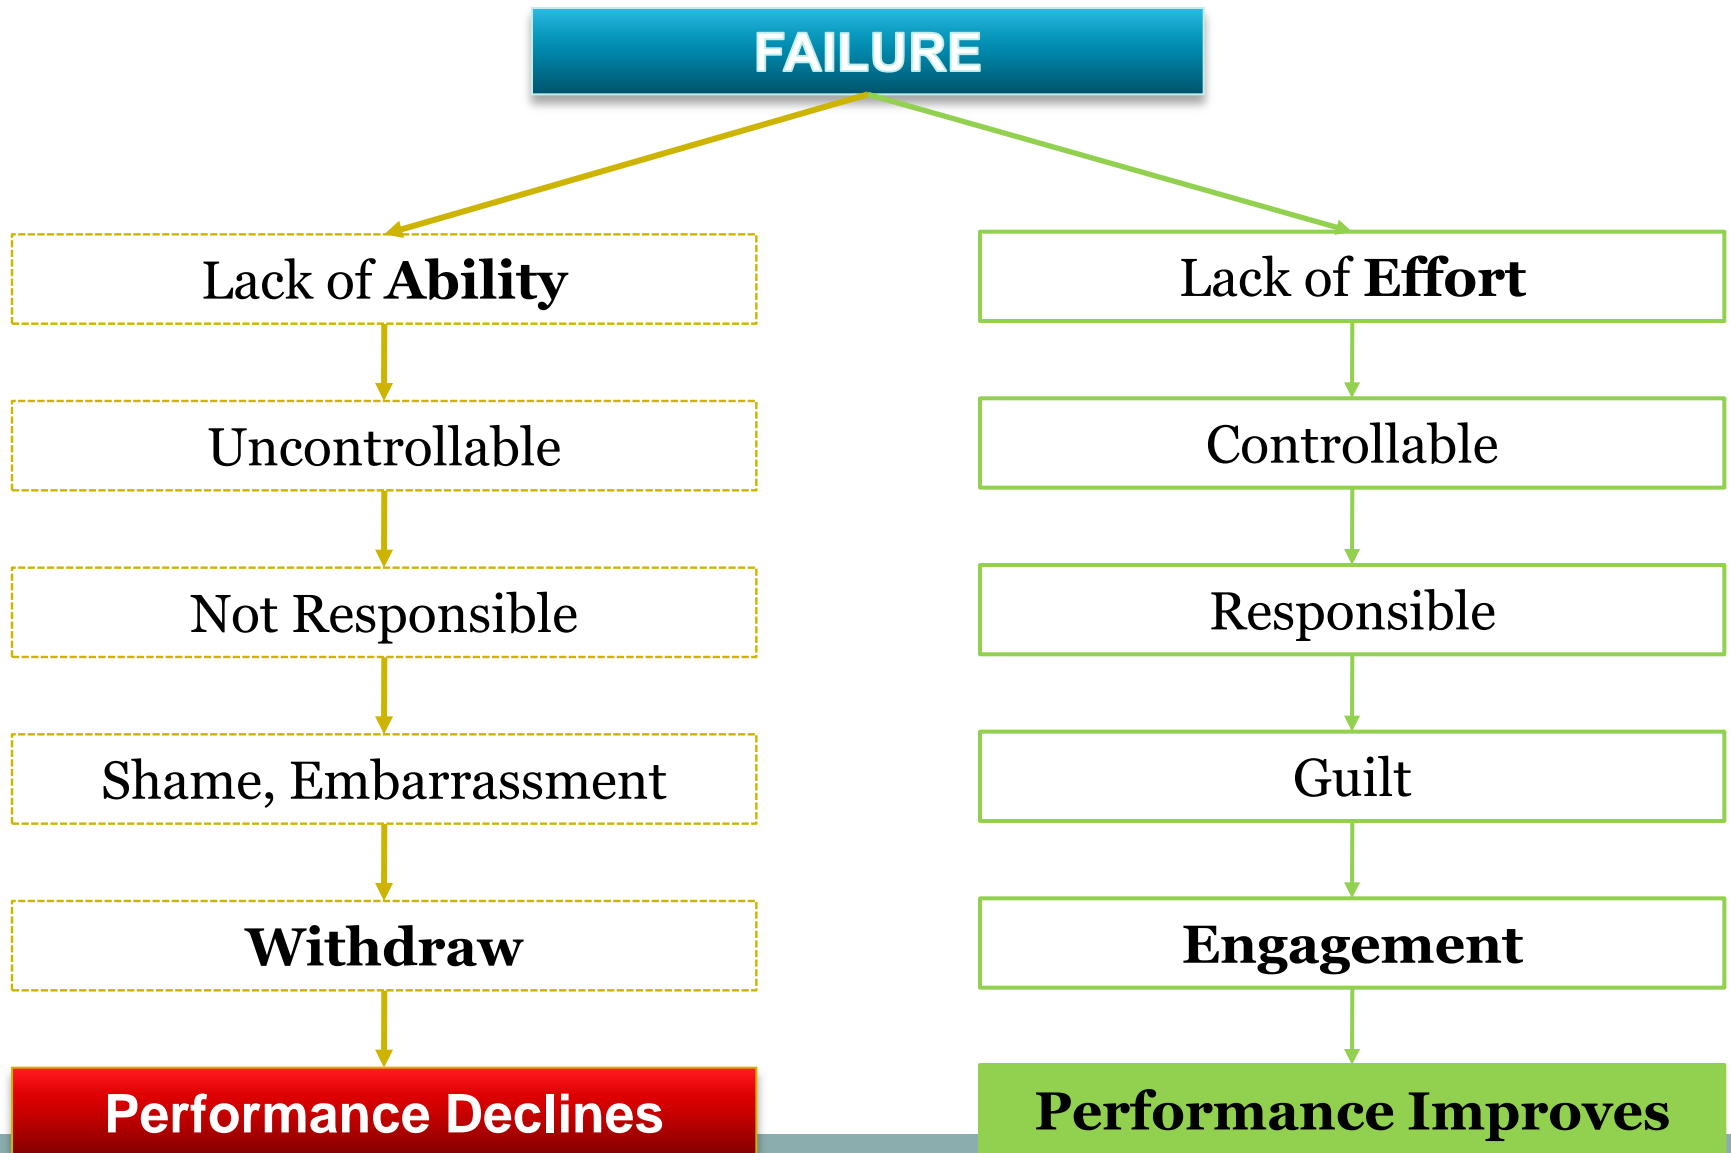 FAILURE
Lack of Ability
Uncontrollable
Not Responsible
Shame, Embarrassment
Withdraw
Performance Declines
Lack of Effort
Controllable
Responsible
Guilt
Engagement
Performance Improves